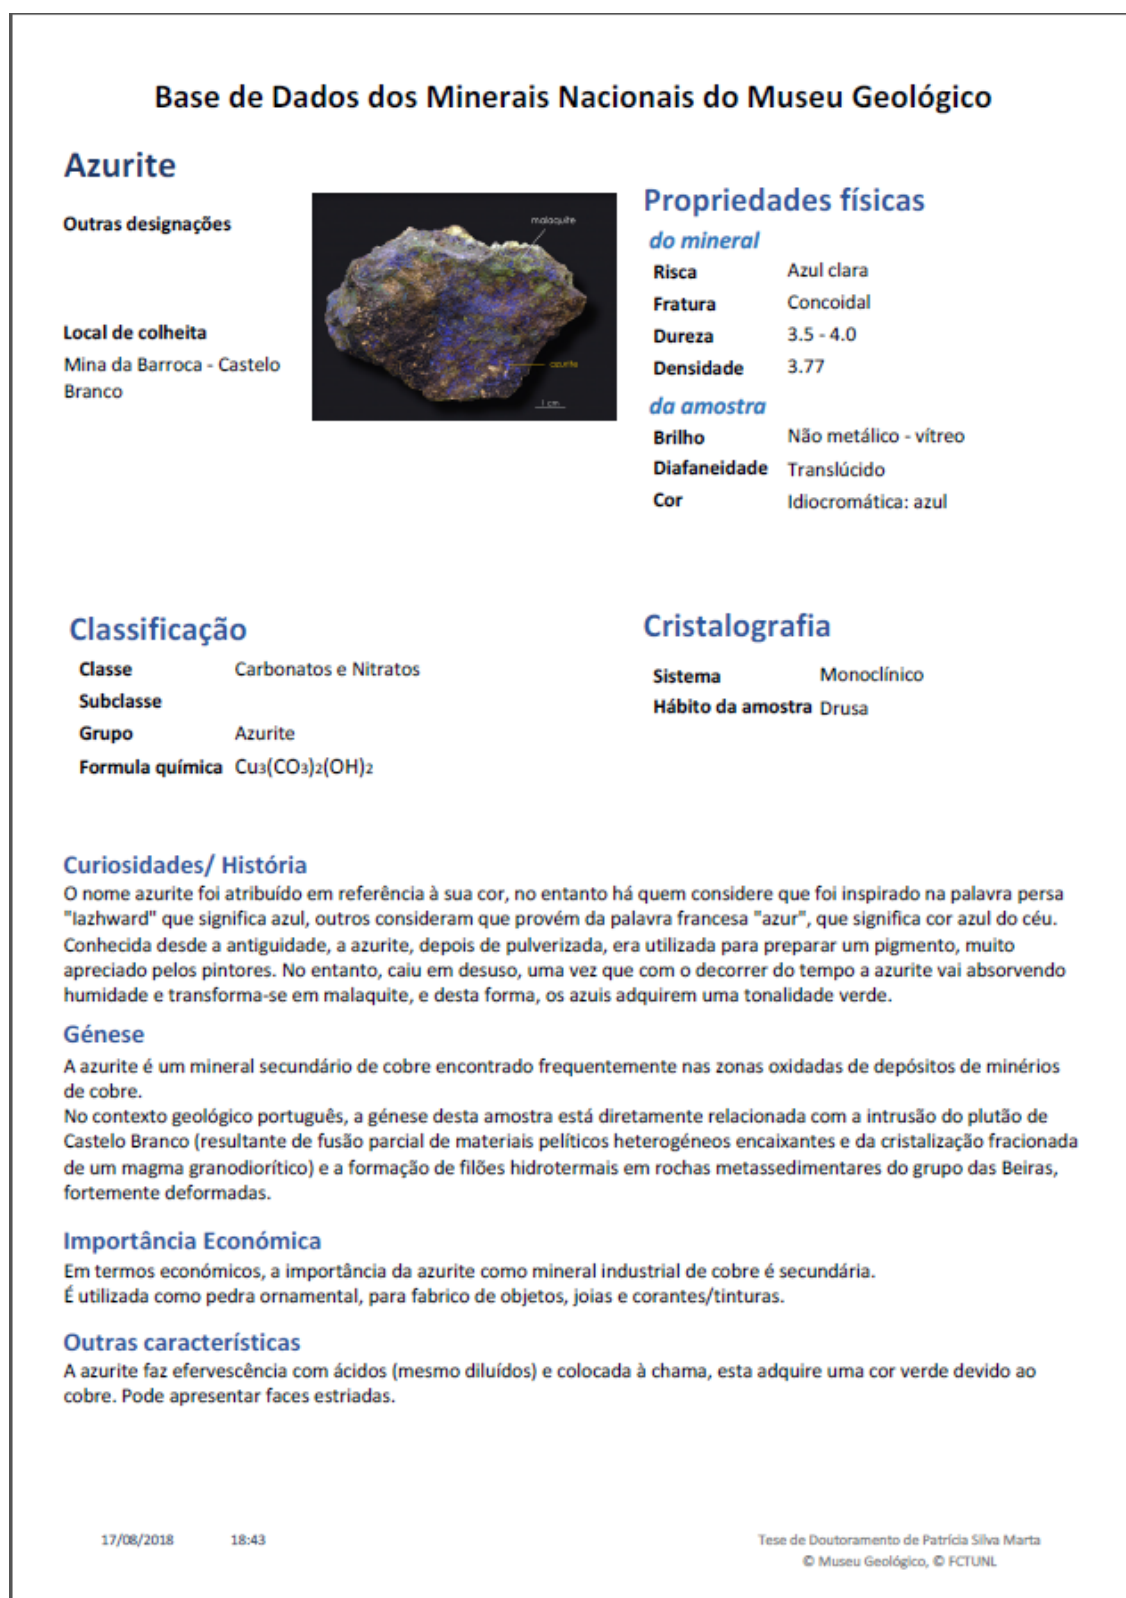 Base de Dados dos Minerais Nacionais do Museu Geológico
Azurite
Outras designações
Local de colheita
Mina da Barroca - Castelo
Branco
malaquite
azurite
1 cm
Propriedades físicas
do mineral
Risca Azul clara
Fratura Concoidal
Dureza 3.5 - 4.0
Densidade 3.77
da amostra
Brilho Não metálico - vítreo
Diafaneidade Translúcido
Cor Idiocromática: azul
Classificação
Classe Carbonatos e Nitratos
Subclasse
Grupo Azurite
Formula química Cu3(CO3)2(OH)2
Cristalografia
Sistema Monoclínico
Hábito da amostra Drusa
Curiosidades/ História
O nome azurite foi atribuído em referência à sua cor, no entanto há quem considere que foi inspirado na palavra persa
"lazhward" que significa azul, outros consideram que provém da palavra francesa "azur", que significa cor azul do céu.
Conhecida desde a antiguidade, a azurite, depois de pulverizada, era utilizada para preparar um pigmento, muito
apreciado pelos pintores. No entanto, caiu em desuso, uma vez que com o decorrer do tempo a azurite vai absorvendo
humidade e transforma-se em malaquite, e desta forma, os azuis adquirem uma tonalidade verde.
Génese
A azurite é um mineral secundário de cobre encontrado frequentemente nas zonas oxidadas de depósitos de minérios
de cobre.
No contexto geológico português, a génese desta amostra está diretamente relacionada com a intrusão do plutão de
Castelo Branco (resultante de fusão parcial de materiais pelíticos heterogéneos encaixantes e da cristalização fracionada
de um magma granodiorítico) e a formação de filões hidrotermais em rochas metassedimentares do grupo das Beiras,
fortemente deformadas.
Importância Económica
Em termos económicos, a importância da azurite como mineral industrial de cobre é secundária.
É utilizada como pedra ornamental, para fabrico de objetos, joias e corantes/tinturas.
Outras características
A azurite faz efervescência com ácidos (mesmo diluídos) e colocada à chama, esta adquire uma cor verde devido ao
cobre. Pode apresentar faces estriadas.
17/08/2018 18:43
Tese de Doutoramento de Patrícia Silva Marta
© Museu Geológico, © FCTUNL